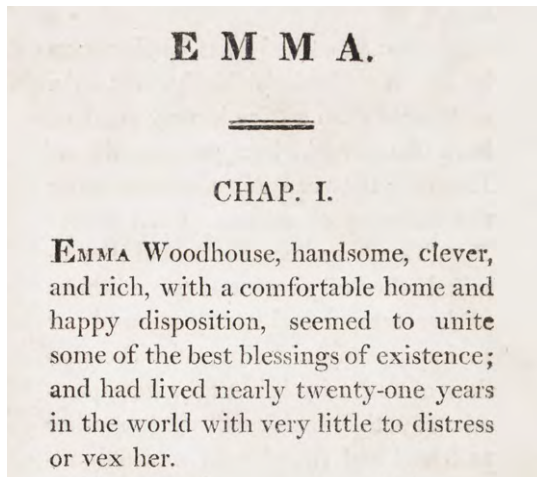 EMMA.
CHAP. I.
EMMA Woodhouse, handsome, clever,
and rich, with a comfortable home and
happy disposition, seemed to unite
some of the best blessings of existence;
and had lived nearly twenty-one years
in the world with very little to distress
or vex her.